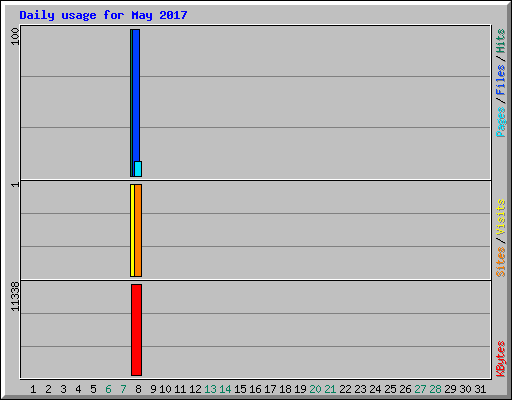 Daily usage for May 2017
100
1
11338
Pages / Files / Hits
Sites / Visits
KBytes
1 2 3 4 5 6 7 8 9 10 11 12 13 14 15 16 17 18 19 20 21 22 23 24 25 26 27 28 29 30 31